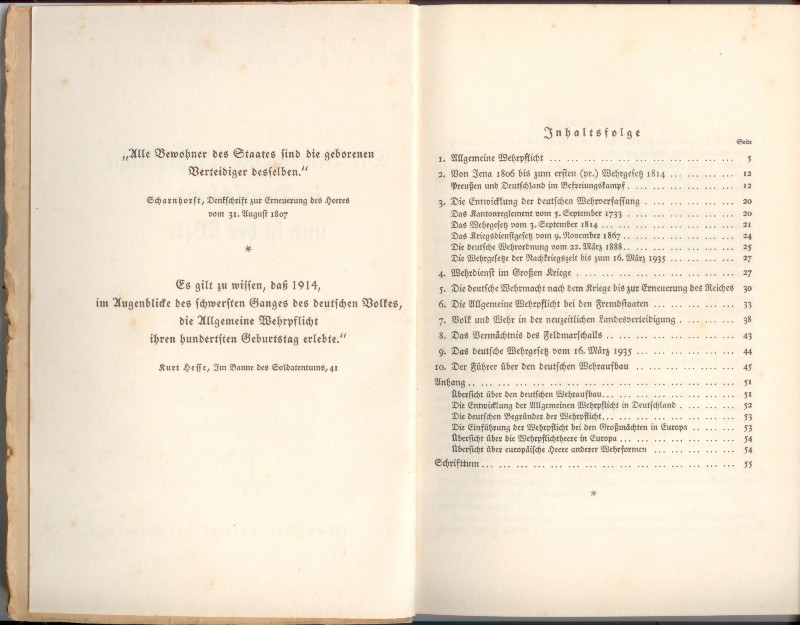 „Alle Bewohner des Staates sind die geborenen
Verteidiger desselben.“
Scharnhorst, Denkschrift zur Erneuerung des Heeres
vom 31. August 1807
*
Es gilt zu wissen, daß 1914,
im Augenblicke des schwersten Ganges des deutschen Volkes,
die Allgemeine Wehrpflicht
ihren hundertsten Geburtstag erlebte.“
Kurt Hesse, Im Banne des Soldatentums, 41
Inhaltsfolge
Seite
1. Allgemeine Wehrpflicht ... 5
2. Von Jena 1806 bis zum ersten (pr.) Wehrgesetz 1814 ... 12
Preußen und Deutschland im Befreiungskampf ... 12
3. Die Entwicklung der deutschen Wehrverfassung ... 20
Das Kantonreglement vom 5. September 1733 ... 20
Das Wehrgesetz vom 3. September 1814 ... 21
Das Kriegsdienstgesetz vom 9. November 1867 ... 24
Die deutsche Wehrordnung vom 22. März 1888 ... 25
Die Wehrgesetze der Nachkriegszeit bis zum 16. März 1935 ... 27
4. Wehrdienst im Großen Kriege ... 27
5. Die deutsche Wehrmacht nach dem Kriege bis zur Erneuerung des Reiches 30
6. Die Allgemeine Wehrpflicht bei den Fremdstaaten ... 33
7. Volk und Wehr in der neuzeitlichen Landesverteidigung ... 38
8. Das Vermächtnis des Feldmarschalls ... 43
9. Das deutsche Wehrgesetz vom 16. März 1935 ... 44
10. Der Führer über den deutschen Wehraufbau ... 45
Anhang ... 51
Übersicht über den deutschen Wehraufbau ... 51
Die Entwicklung der Allgemeinen Wehrpflicht in Deutschland ... 52
Die deutschen Begründer der Wehrpflicht ... 53
Die Einführung der Wehrpflicht bei den Großmächten in Europa ... 53
Übersicht über die Wehrpflichtheere in Europa ... 54
Übersicht über europäische Heere anderer Wehrformen ... 54
Schrifttum ... 55
*